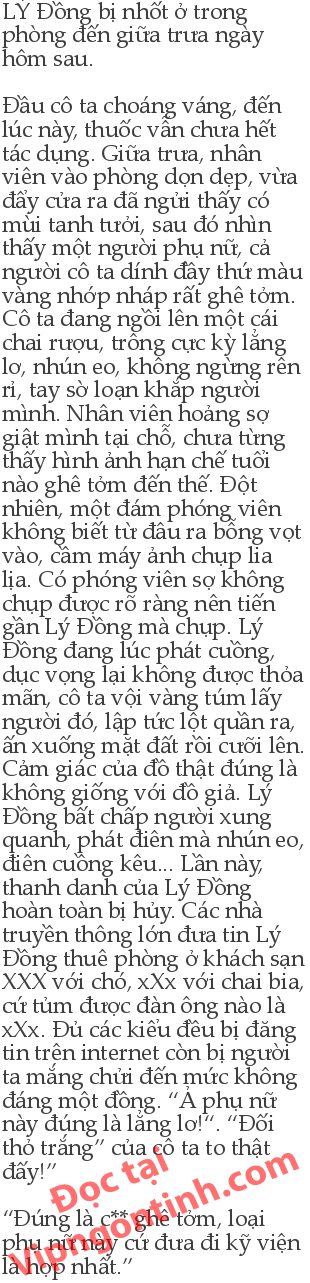 LÝ Đồng bị nhốt ở trong
phòng đến giữa trưa ngày
hôm sau.
Đầu cô ta choáng váng, đến
lúc này, thuốc vẫn chưa hết
tác dụng. Giữa trưa, nhân
viên vào phòng dọn dẹp, vừa
đẩy cửa ra đã ngửi thấy có
mùi tanh tưởi, sau đó nhìn
thấy một người phụ nữ, cả
người cô ta dính đầy thứ màu
vàng nhớp nháp rất ghê tởm.
Cô ta đang ngồi lên một cái
chai rượu, trông cực kỳ lẳng
lơ, nhún eo, không ngừng rên
rỉ, tay sờ loạn khắp người
mình. Nhân viên hoảng sợ
giật mình tại chỗ, chưa từng
thấy hình ảnh hạn chế tuổi
nào ghê tởm đến thế. Đột
nhiên, một đám phóng viên
không biết từ đâu ra bỗng vọt
vào, cầm máy ảnh chụp lia
lịa. Có phóng viên sợ không
chụp được rõ ràng nên tiến
gần Lý Đồng mà chụp. Lý
Đồng đang lúc phát cuồng,
dục vọng lại không được thỏa
mãn, cô ta vội vàng túm lấy
người đó, lập tức lột quần ra,
ấn xuống mặt đất rồi cưỡi lên.
Cảm giác của đồ thật đúng là
không giống với đồ giả. Lý
Đồng bất chấp người xung
quanh, phát điên mà nhún eo,
điên cuồng kêu... Lần này,
thanh danh của Lý Đồng
hoàn toàn bị hủy. Các nhà
truyền thông lớn đưa tin Lý
Đồng thuê phòng ở khách sạn
XXX với chó, xXx với chai bia,
cứ tủm được đàn ông nào là
xXx. Đủ các kiểu đều bị đăng
tin trên internet còn bị người
ta mắng chửi đến mức không
đáng một đồng. “Ả phụ nữ
này đúng là lẳng lơ!“. “Đối
thỏ trắng” của cô ta to thật
đấy!”
“Đúng là c** ghê tởm, loại
phụ nữ này cứ đưa đi kỹ viện
là hợp nhất.”
Đọc tại
Vipngontinh.com